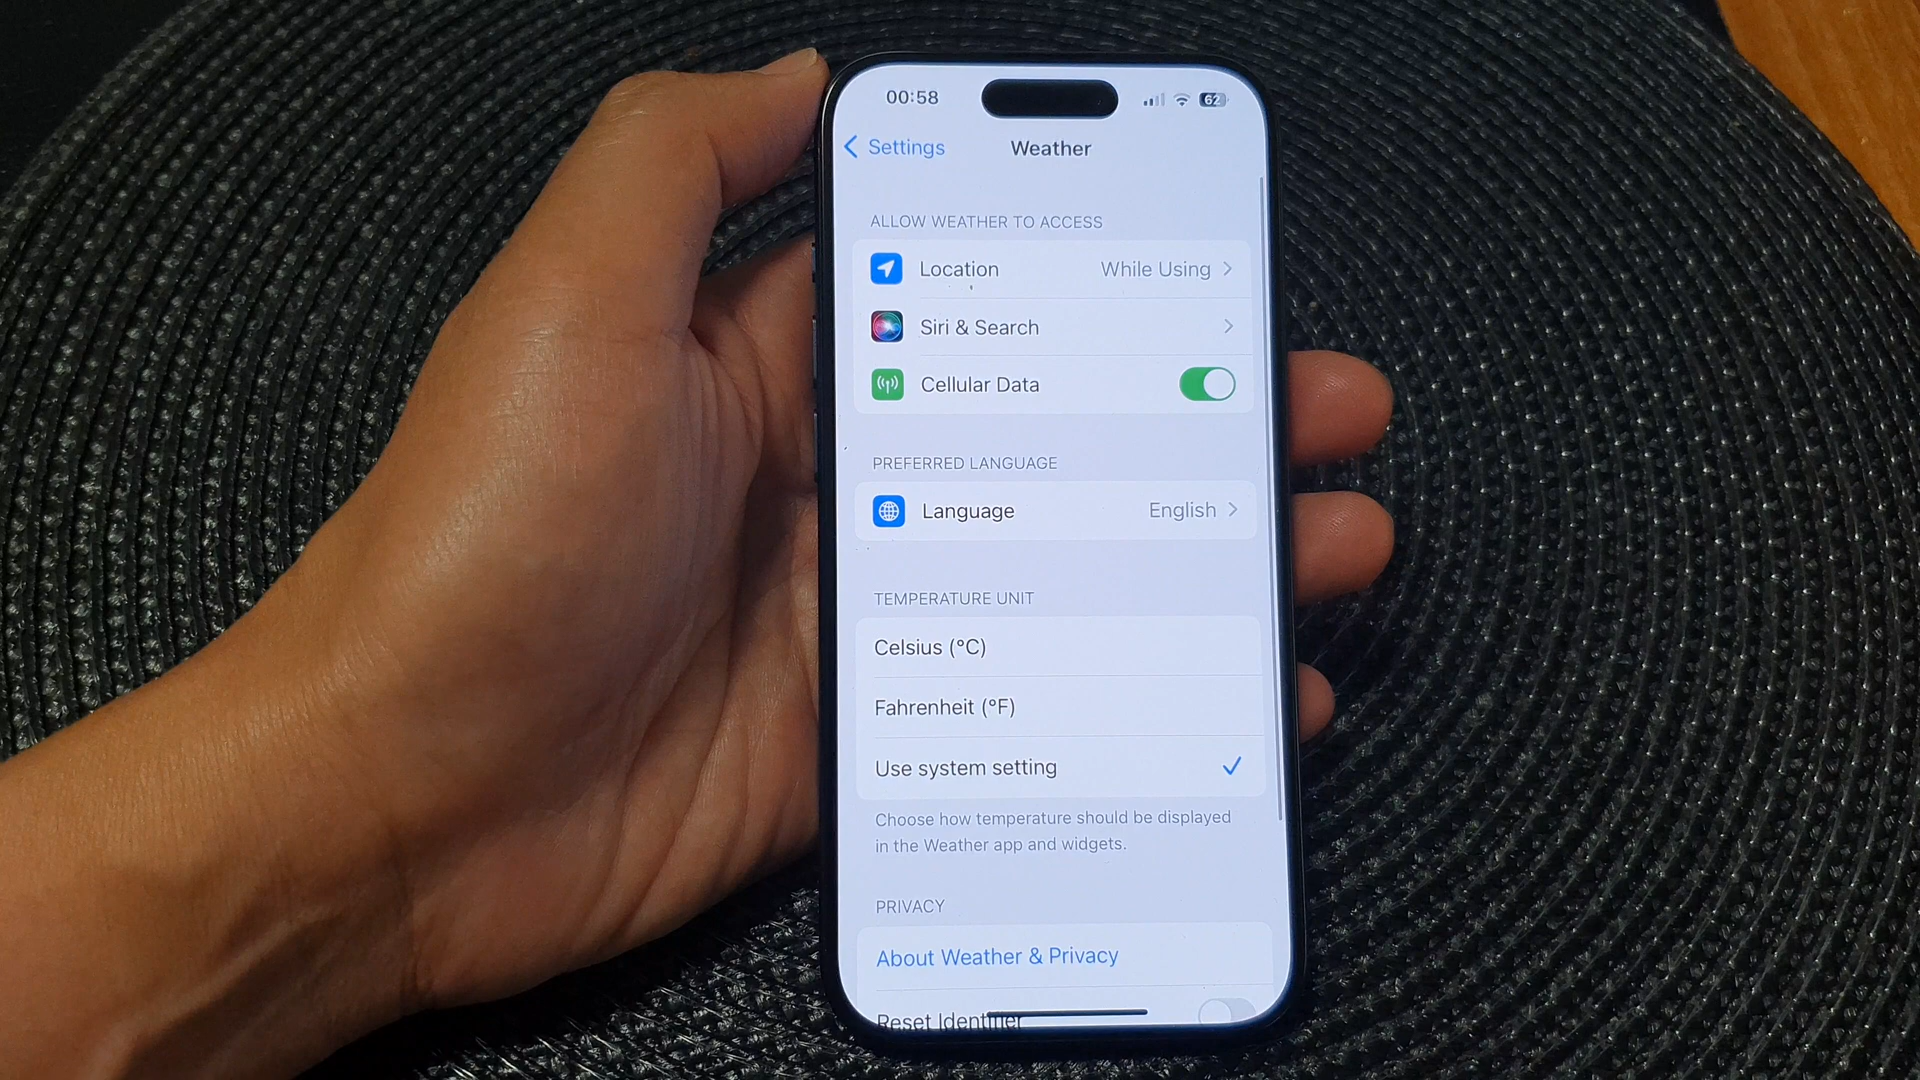 00:58
62
Settings
Weather
ALLOW WEATHER TO ACCESS
Location
While Using
Siri & Search
Cellular Data
PREFERRED LANGUAGE
Language
English
TEMPERATURE UNIT
Celsius (°C)
Fahrenheit (°F)
Use system setting
Choose how temperature should be displayed
in the Weather app and widgets.
PRIVACY
About Weather & Privacy
Reset Identifier